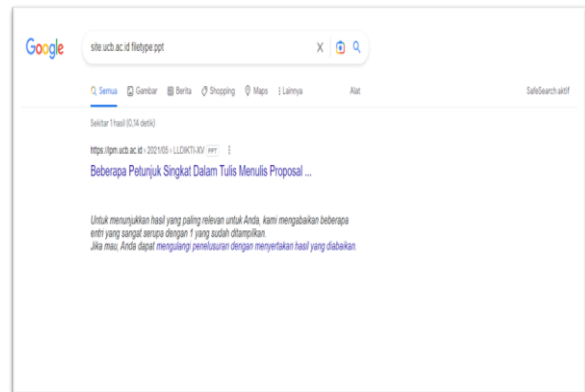 Google
site.ucb.ac.id filetype.ppt
Semua Gambar Berita Shopping Maps Lainnya Alat SafeSearch aktif
Sekitar 1 hasil (0,14 detik)
https://lpm.ucb.ac.id › 2021/05 › LLDIKTI-XV PPT
Beberapa Petunjuk Singkat Dalam Tulis Menulis Proposal ...
Untuk menunjukkan hasil yang paling relevan untuk Anda, kami mengabaikan beberapa
entri yang sangat serupa dengan 1 yang sudah ditampilkan.
Jika mau, Anda dapat mengulangi penelusuran dengan menyertakan hasil yang diabaikan.